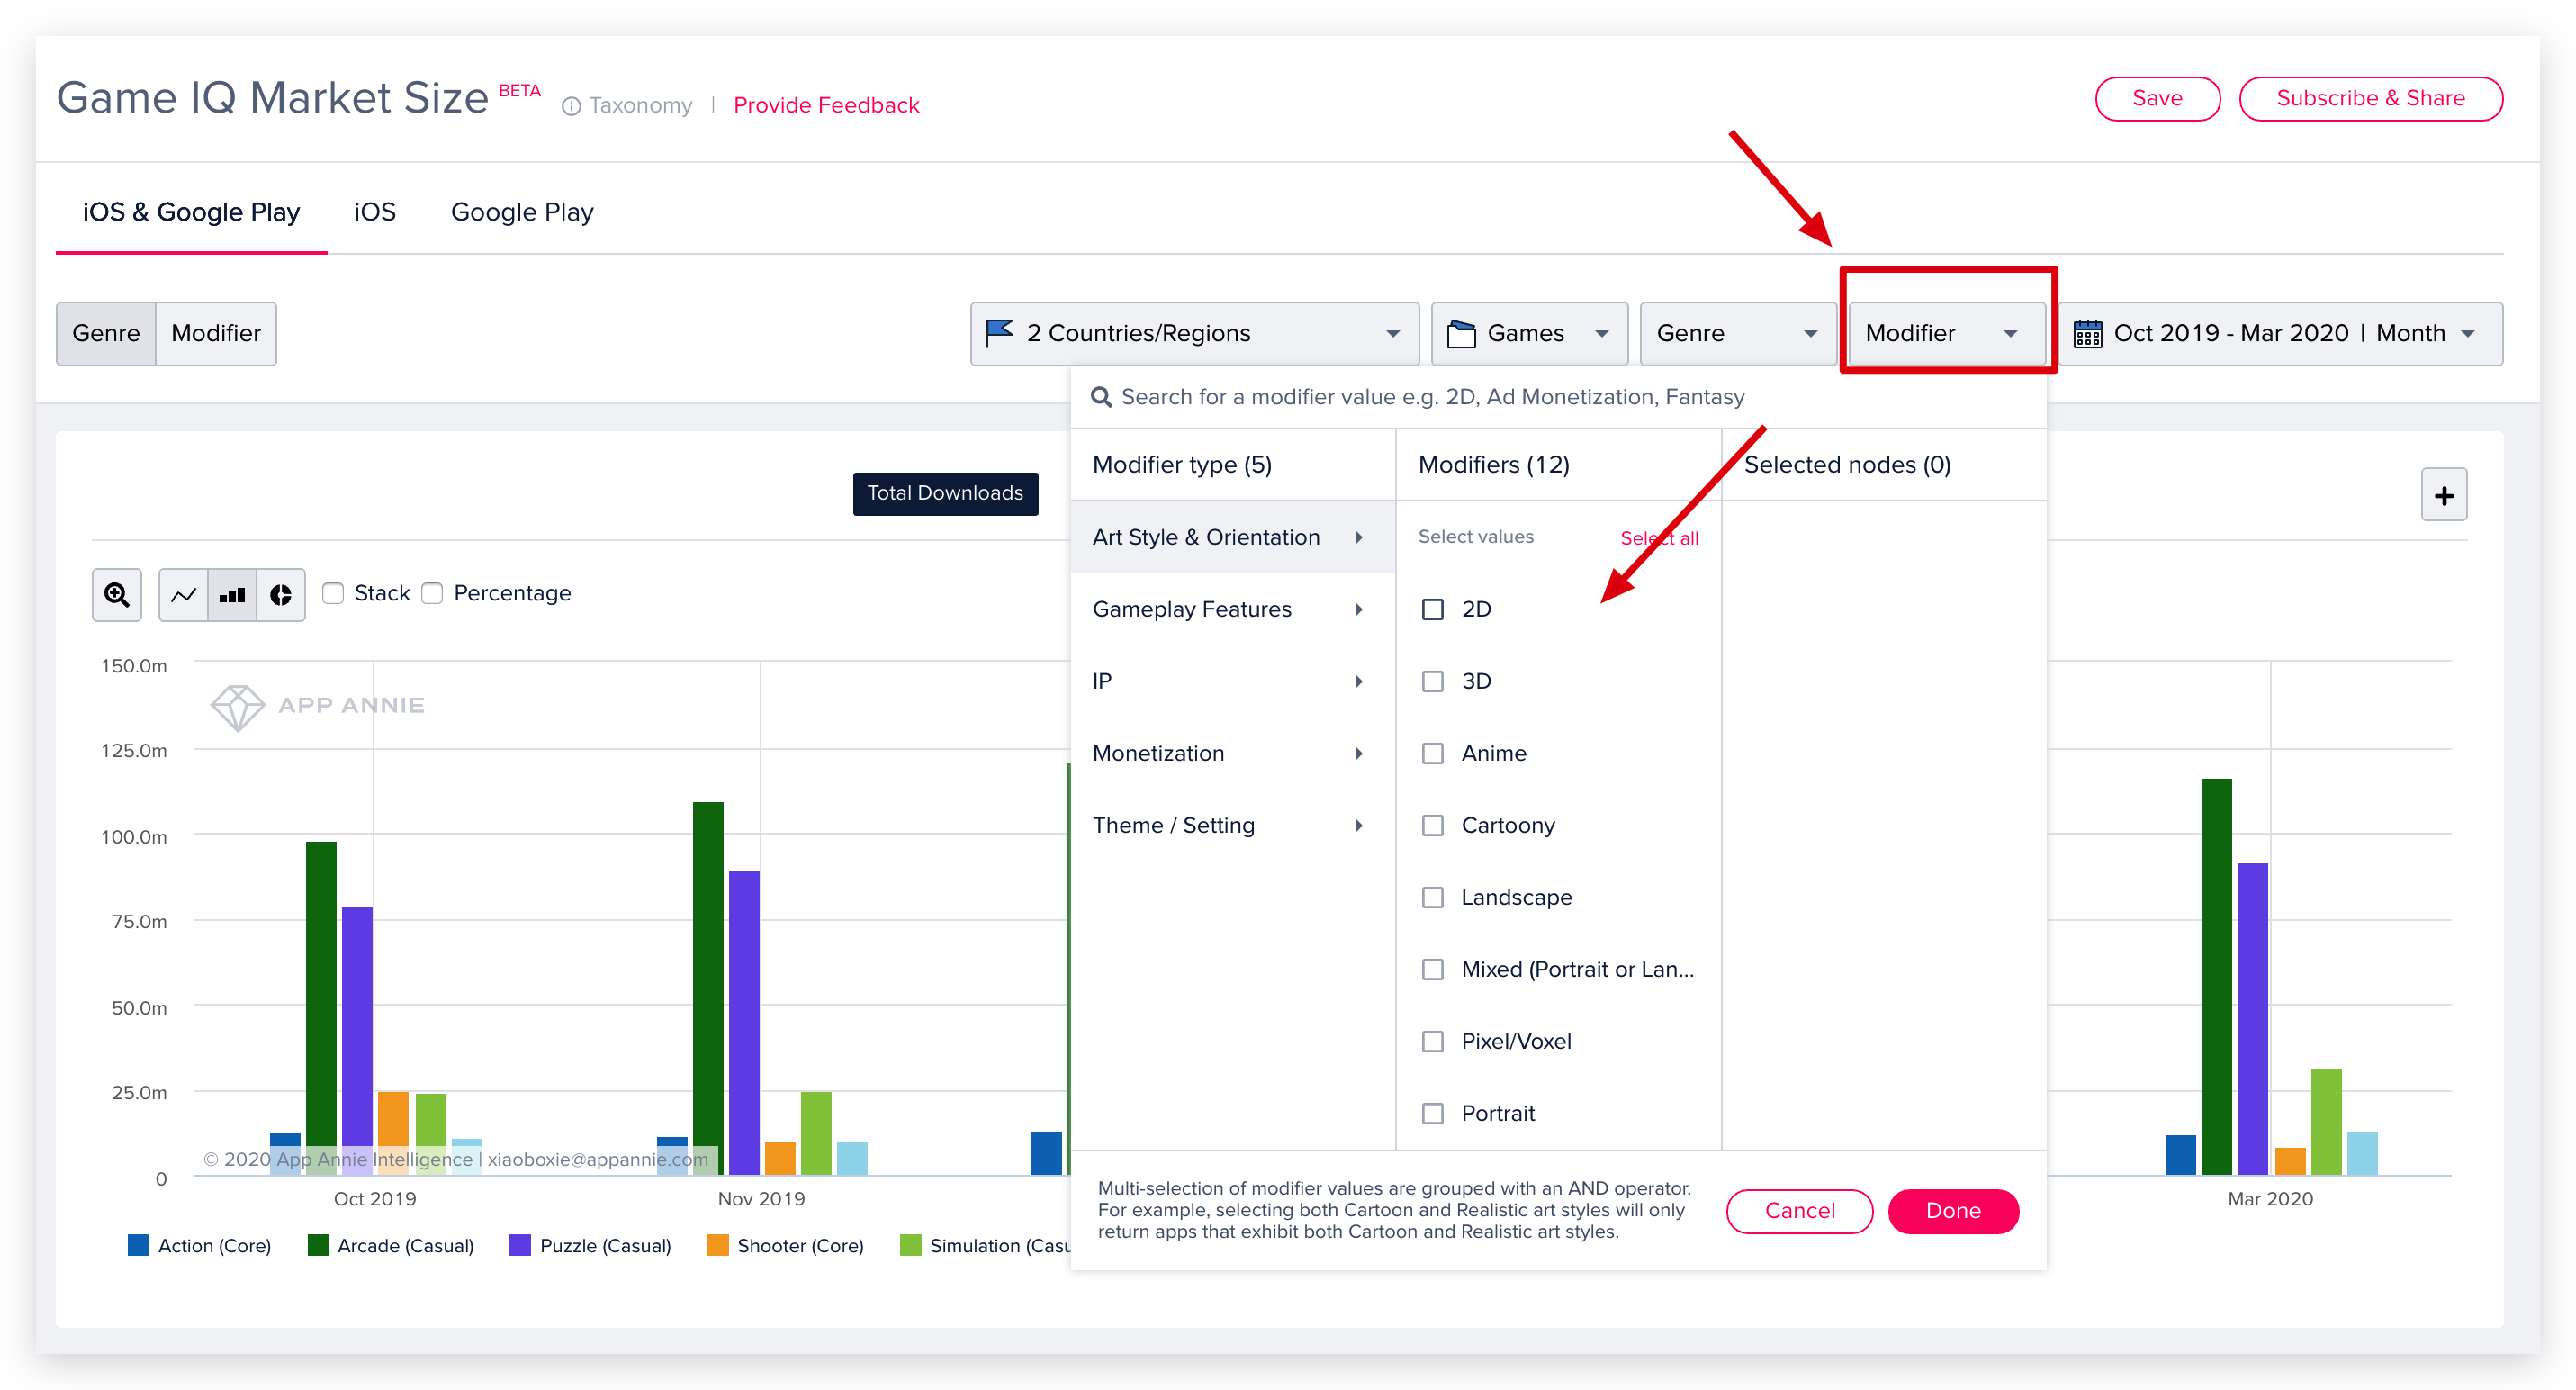 Game IQ Market Size BETA Taxonomy | Provide Feedback
Save Subscribe & Share
iOS & Google Play iOS Google Play
Genre Modifier 2 Countries/Regions Games Genre Modifier Oct 2019 - Mar 2020 | Month
Search for a modifier value e.g. 2D, Ad Monetization, Fantasy
Modifier type (5) Modifiers (12) Selected nodes (0)
Total Downloads
Art Style & Orientation Select values Select all
Stack Percentage
Gameplay Features 2D
IP 3D
Monetization Anime
Theme / Setting Cartoony
Landscape
Mixed (Portrait or Lan...
Pixel/Voxel
Portrait
150.0m
APP ANNIE
125.0m
100.0m
75.0m
50.0m
25.0m
0
© 2020 App Annie Intelligence | xiaoboxie@appannie.com
Oct 2019 Nov 2019 Mar 2020
Action (Core) Arcade (Casual) Puzzle (Casual) Shooter (Core) Simulation (Casu
Multi-selection of modifier values are grouped with an AND operator.
For example, selecting both Cartoon and Realistic art styles will only
return apps that exhibit both Cartoon and Realistic art styles.
Cancel Done